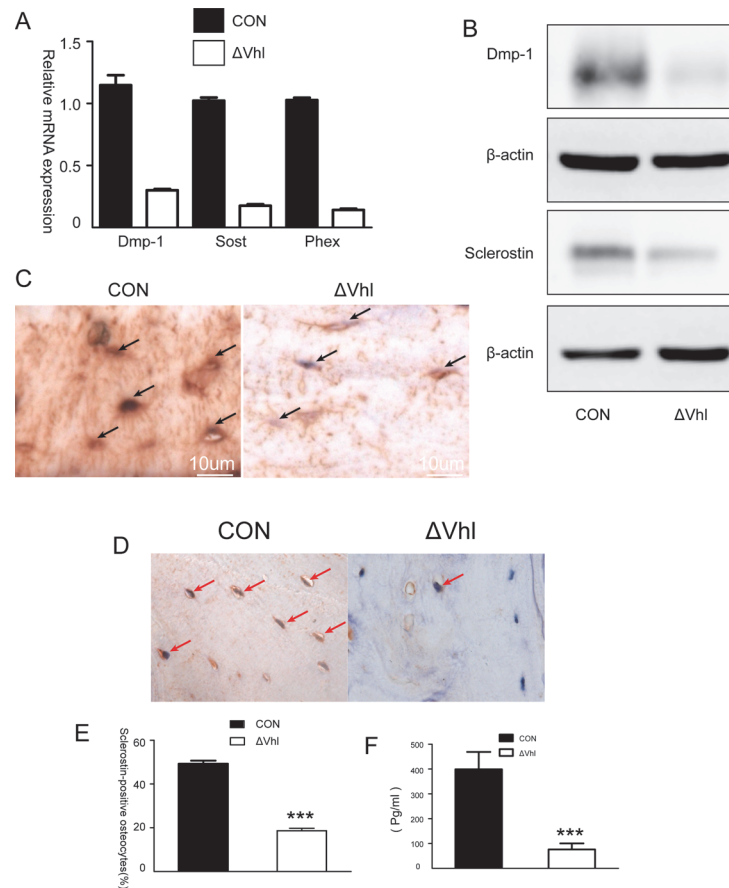 A
CON
ΔVhl
Relative mRNA expression
1.5
1.0
0.5
0
Dmp-1 Sost Phex
B
Dmp-1
β-actin
Sclerostin
β-actin
CON ΔVhl
C
CON ΔVhl
10um 10um
D
CON ΔVhl
E
CON
ΔVhl
Sclerostin-positive osteocytes(%)
60
40
20
0
***
F
CON
ΔVhl
( Pg/ml )
500
400
300
200
100
0
***